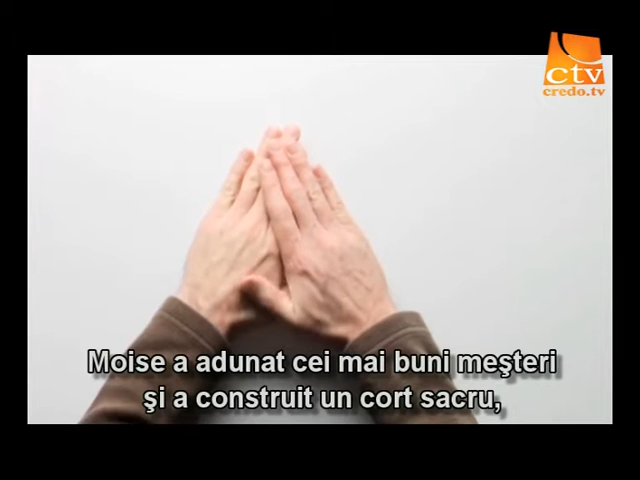 ctv
credo.tv
Moise a adunat cei mai buni meşteri
şi a construit un cort sacru,